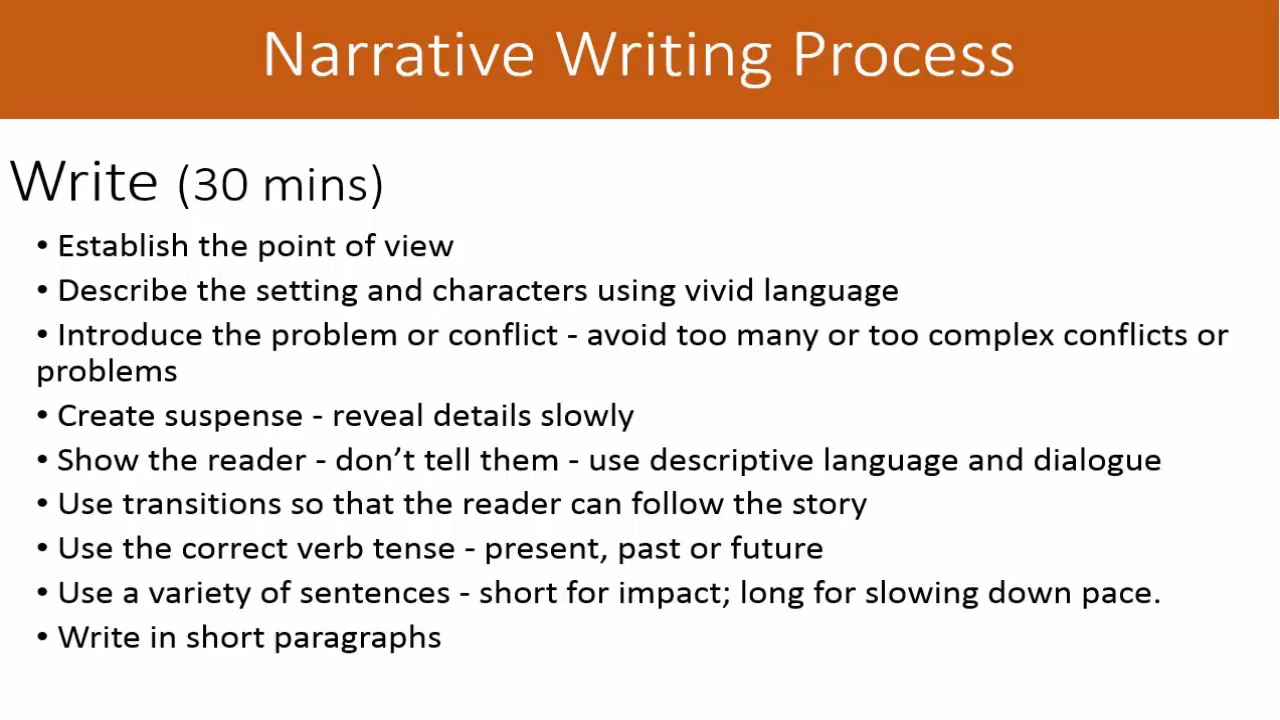 Narrative Writing Process
Write (30 mins)
• Establish the point of view
• Describe the setting and characters using vivid language
• Introduce the problem or conflict - avoid too many or too complex conflicts or
problems
• Create suspense - reveal details slowly
• Show the reader - don’t tell them - use descriptive language and dialogue
• Use transitions so that the reader can follow the story
• Use the correct verb tense - present, past or future
• Use a variety of sentences - short for impact; long for slowing down pace.
• Write in short paragraphs